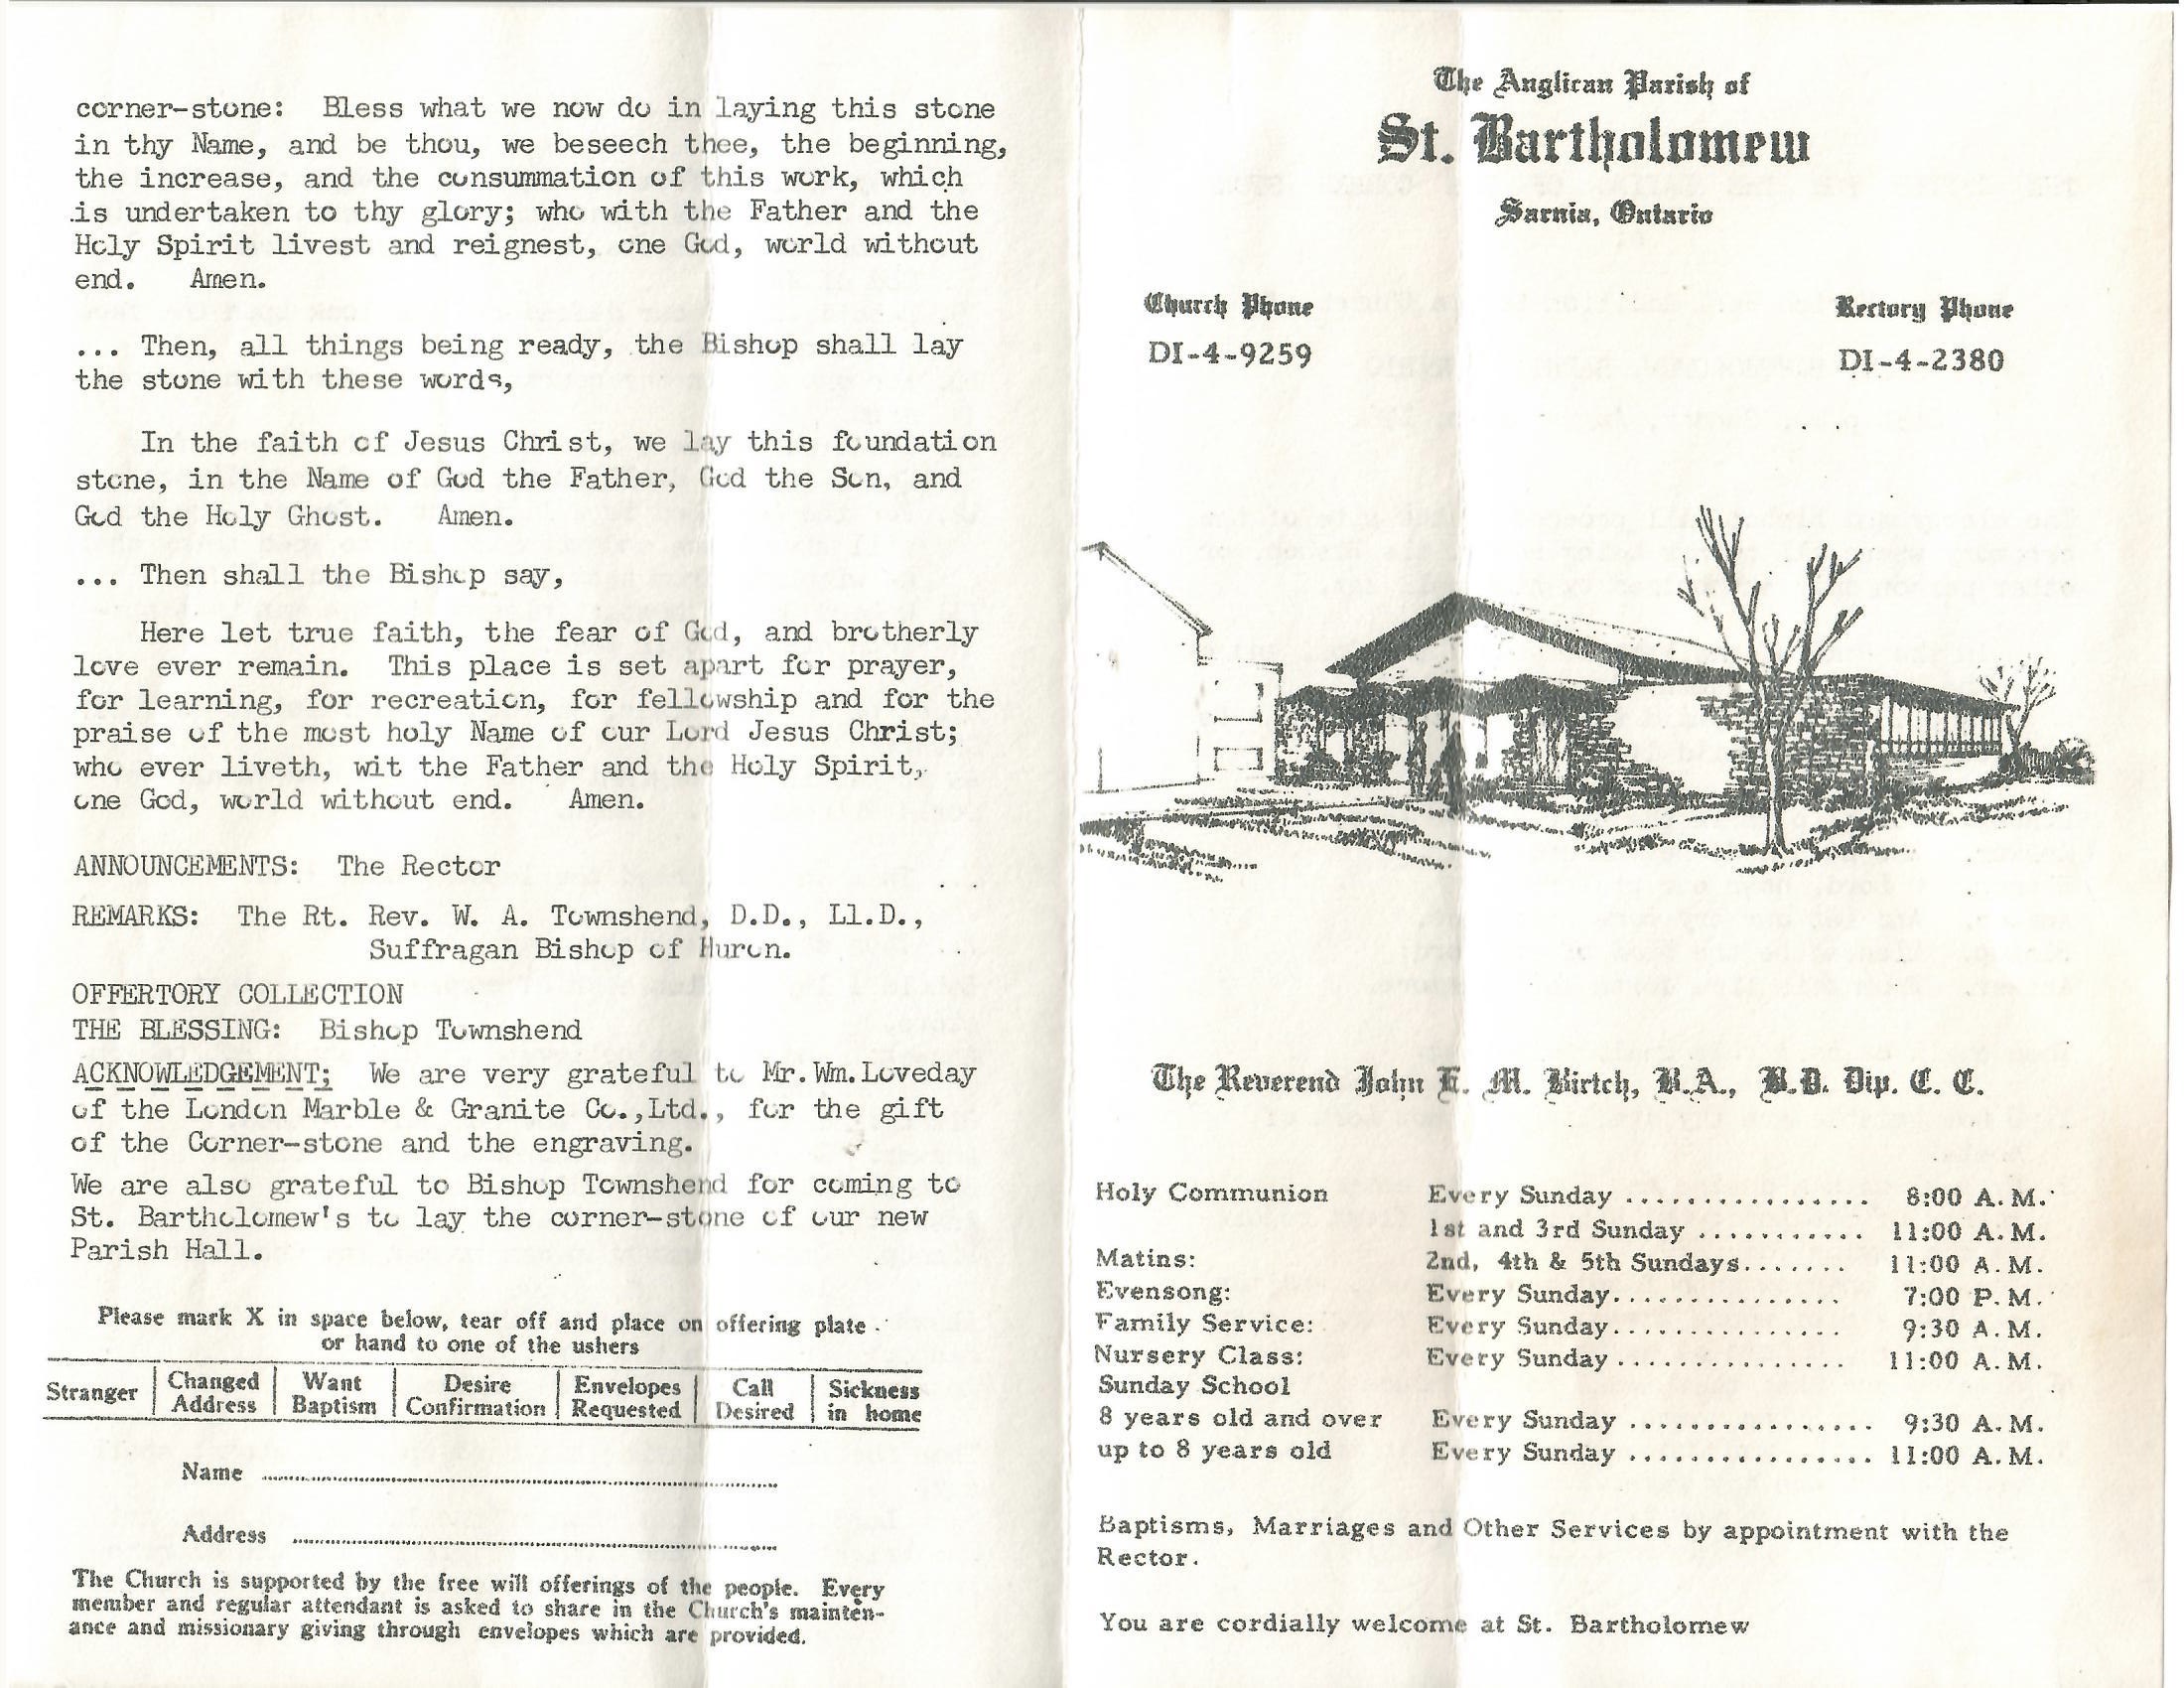 corner-stone: Bless what we now do in laying this stone
in thy Name, and be thou, we beseech thee, the beginning,
the increase, and the consummation of this work, which
is undertaken to thy glory; who with the Father and the
Holy Spirit livest and reignest, one God, world without
end. Amen.
... Then, all things being ready, the Bishop shall lay
the stone with these words,
In the faith of Jesus Christ, we lay this foundation
stone, in the Name of God the Father, God the Son, and
God the Holy Ghost. Amen.
... Then shall the Bishop say,
Here let true faith, the fear of God, and brotherly
love ever remain. This place is set apart for prayer,
for learning, for recreation, for fellowship and for the
praise of the most holy Name of our Lord Jesus Christ;
who ever liveth, wit the Father and the Holy Spirit,
one God, world without end. Amen.
ANNOUNCEMENTS: The Rector
REMARKS: The Rt. Rev. W. A. Townshend, D.D., Ll.D.,
Suffragan Bishop of Huron.
OFFERTORY COLLECTION
THE BLESSING: Bishop Townshend
ACKNOWLEDGEMENT; We are very grateful to Mr.Wm.Loveday
of the London Marble & Granite Co.,Ltd., for the gift
of the Corner-stone and the engraving.
We are also grateful to Bishop Townshend for coming to
St. Bartholomew's to lay the corner-stone of our new
Parish Hall.
Please mark X in space below, tear off and place on offering plate
or hand to one of the ushers
Stranger | Changed Address | Want Baptism | Desire Confirmation | Envelopes Requested | Call Desired | Sickness in home
Name
Address
The Church is supported by the free will offerings of the people. Every
member and regular attendant is asked to share in the Church's mainten-
ance and missionary giving through envelopes which are provided.
The Anglican Parish of
St. Bartholomew
Sarnia, Ontario
Church Phone Rectory Phone
DI-4-9259 DI-4-2380
The Reverend John E. M. Birtch, B.A., B.D. Dip. C. C.
Holy Communion Every Sunday ................. 8:00 A.M.
1st and 3rd Sunday ........... 11:00 A.M.
Matins: 2nd, 4th & 5th Sundays....... 11:00 A.M.
Evensong: Every Sunday................ 7:00 P.M.
Family Service: Every Sunday................ 9:30 A.M.
Nursery Class: Every Sunday................ 11:00 A.M.
Sunday School
8 years old and over Every Sunday ................. 9:30 A.M.
up to 8 years old Every Sunday ................. 11:00 A.M.
Baptisms, Marriages and Other Services by appointment with the
Rector.
You are cordially welcome at St. Bartholomew